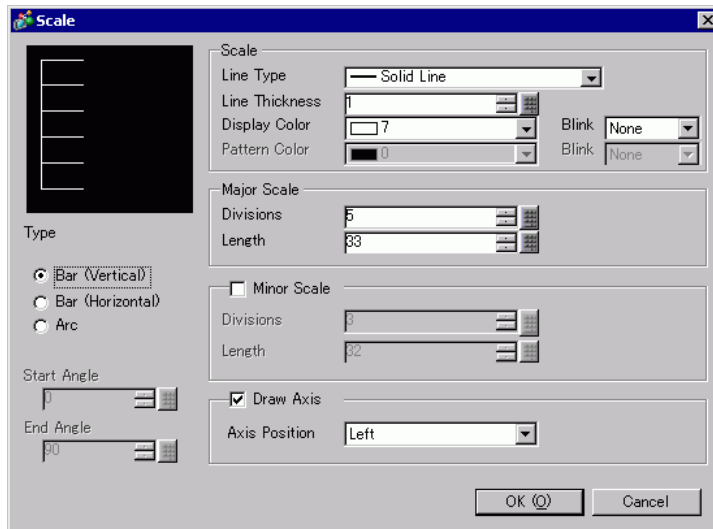 Scale
Scale
Line Type
Solid Line
Line Thickness
1
Display Color
7
Blink
None
Pattern Color
0
Blink
None
Major Scale
Divisions
5
Length
33
Type
Bar (Vertical)
Bar (Horizontal)
Arc
Minor Scale
Divisions
3
Length
32
Start Angle
0
End Angle
90
Draw Axis
Axis Position
Left
OK (O)
Cancel